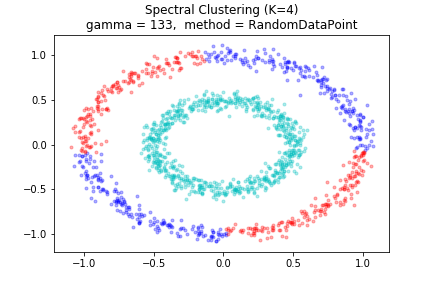 Spectral Clustering (K=4)
gamma = 133,  method = RandomDataPoint
1.0
0.5
0.0
−0.5
−1.0
−1.0 −0.5 0.0 0.5 1.0